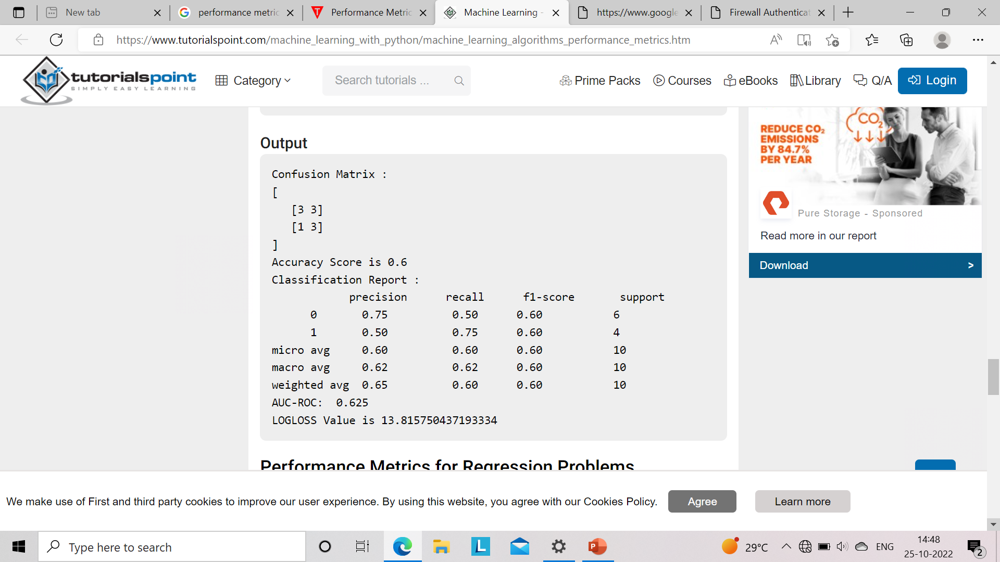 New tab
performance metric
Performance Metric
Machine Learning -
https://www.google
Firewall Authenticat
https://www.tutorialspoint.com/machine_learning_with_python/machine_learning_algorithms_performance_metrics.htm
tutorialspoint
SIMPLY EASY LEARNING
Category
Search tutorials ...
Prime Packs
Courses
eBooks
Library
Q/A
Login
CO2
REDUCE CO2
EMISSIONS
BY 84.7%
PER YEAR
Pure Storage - Sponsored
Read more in our report
Download >
Output
Confusion Matrix :
[
[3 3]
[1 3]
]
Accuracy Score is 0.6
Classification Report :
precision recall f1-score support
0 0.75 0.50 0.60 6
1 0.50 0.75 0.60 4
micro avg 0.60 0.60 0.60 10
macro avg 0.62 0.62 0.60 10
weighted avg 0.65 0.60 0.60 10
AUC-ROC: 0.625
LOGLOSS Value is 13.815750437193334
Performance Metrics for Regression Problems
We make use of First and third party cookies to improve our user experience. By using this website, you agree with our Cookies Policy.
Agree
Learn more
Type here to search
L
P
29°C
ENG
14:48
25-10-2022
2